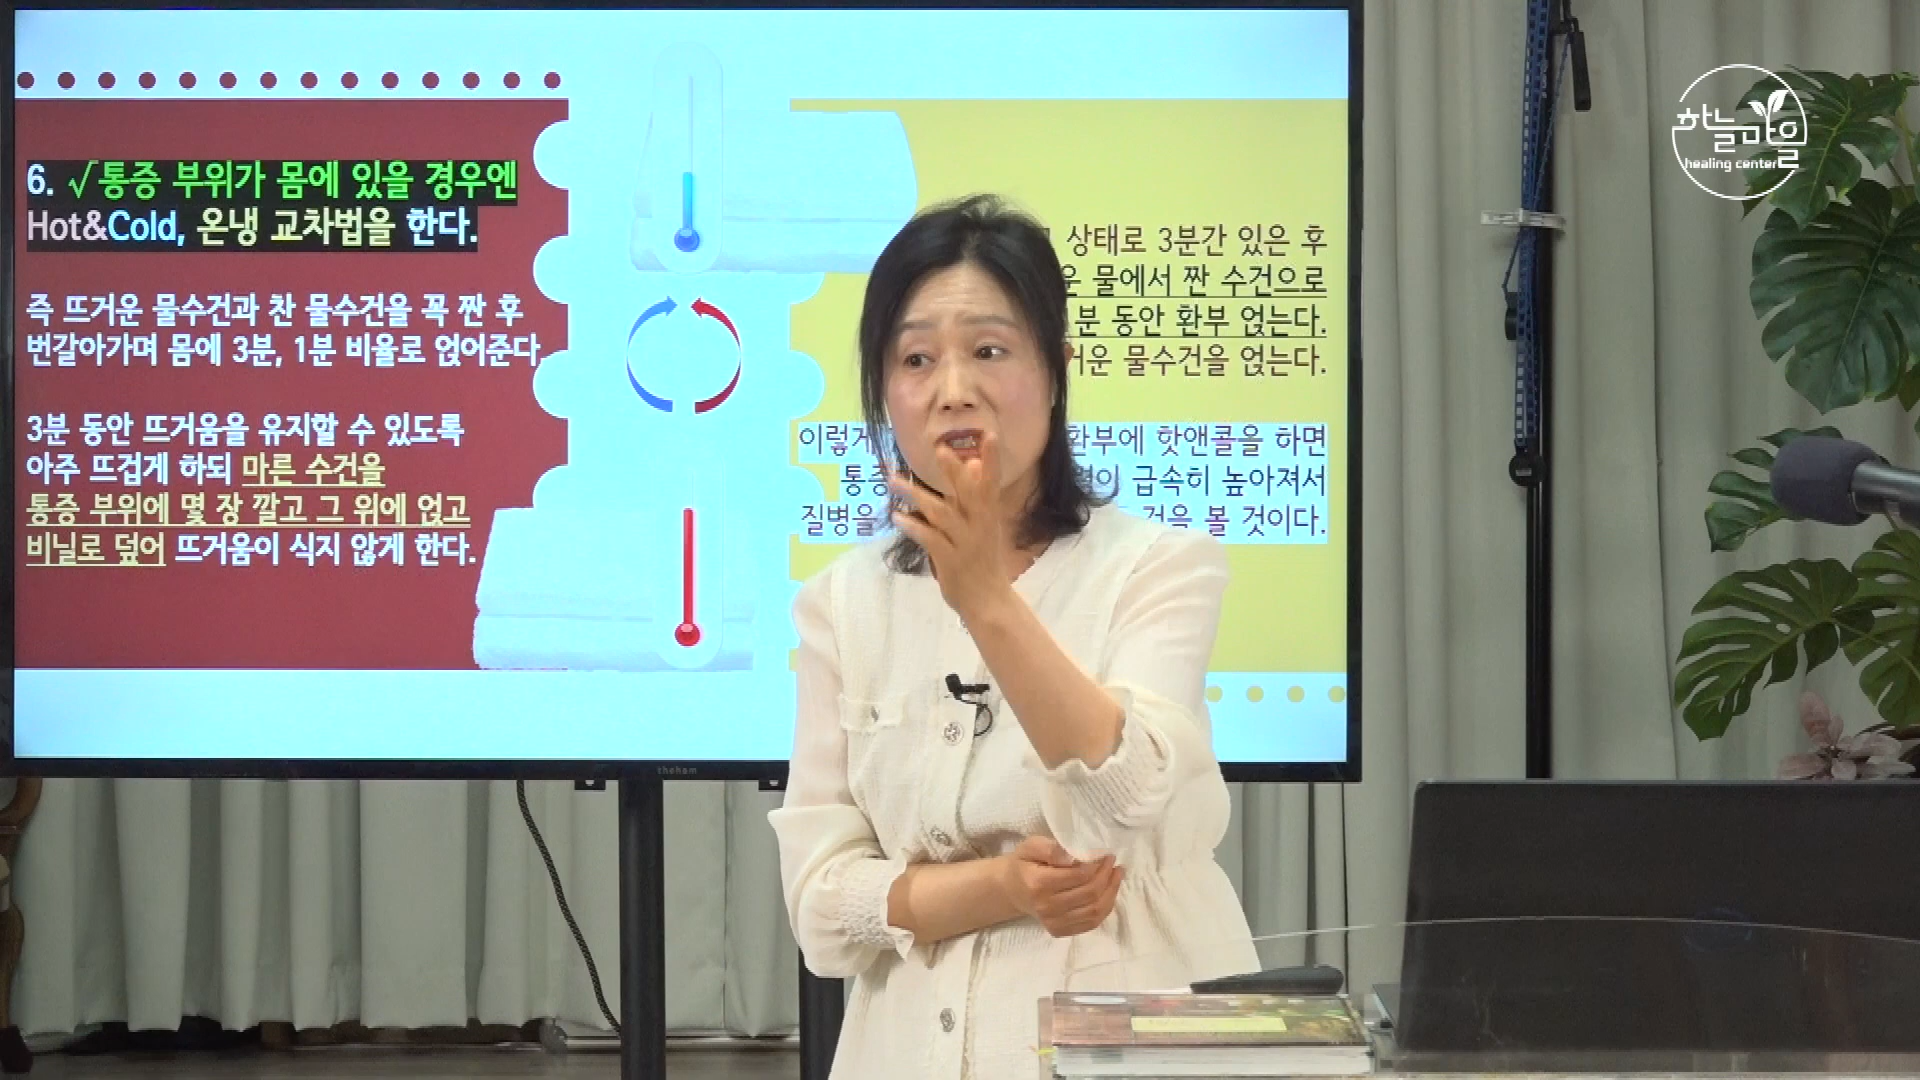 6. √통증 부위가 몸에 있을 경우엔
Hot&Cold, 온냉 교차법을 한다.
즉 뜨거운 물수건과 찬 물수건을 꼭 짠 후
번갈아가며 몸에 3분, 1분 비율로 얹어준다
3분 동안 뜨거움을 유지할 수 있도록
아주 뜨겁게 하되 마른 수건을
통증 부위에 몇 장 깔고 그 위에 얹고
비닐로 덮어 뜨거움이 식지 않게 한다.
상태로 3분간 있은 후
물에서 짠 수건으로
분 동안 환부 얹는다.
물수건을 얹는다.
이렇게 환부에 핫앤콜을 하면
급속히 높아져서
질병을 것을 볼 것이다.
하늘마을
healing center
theham